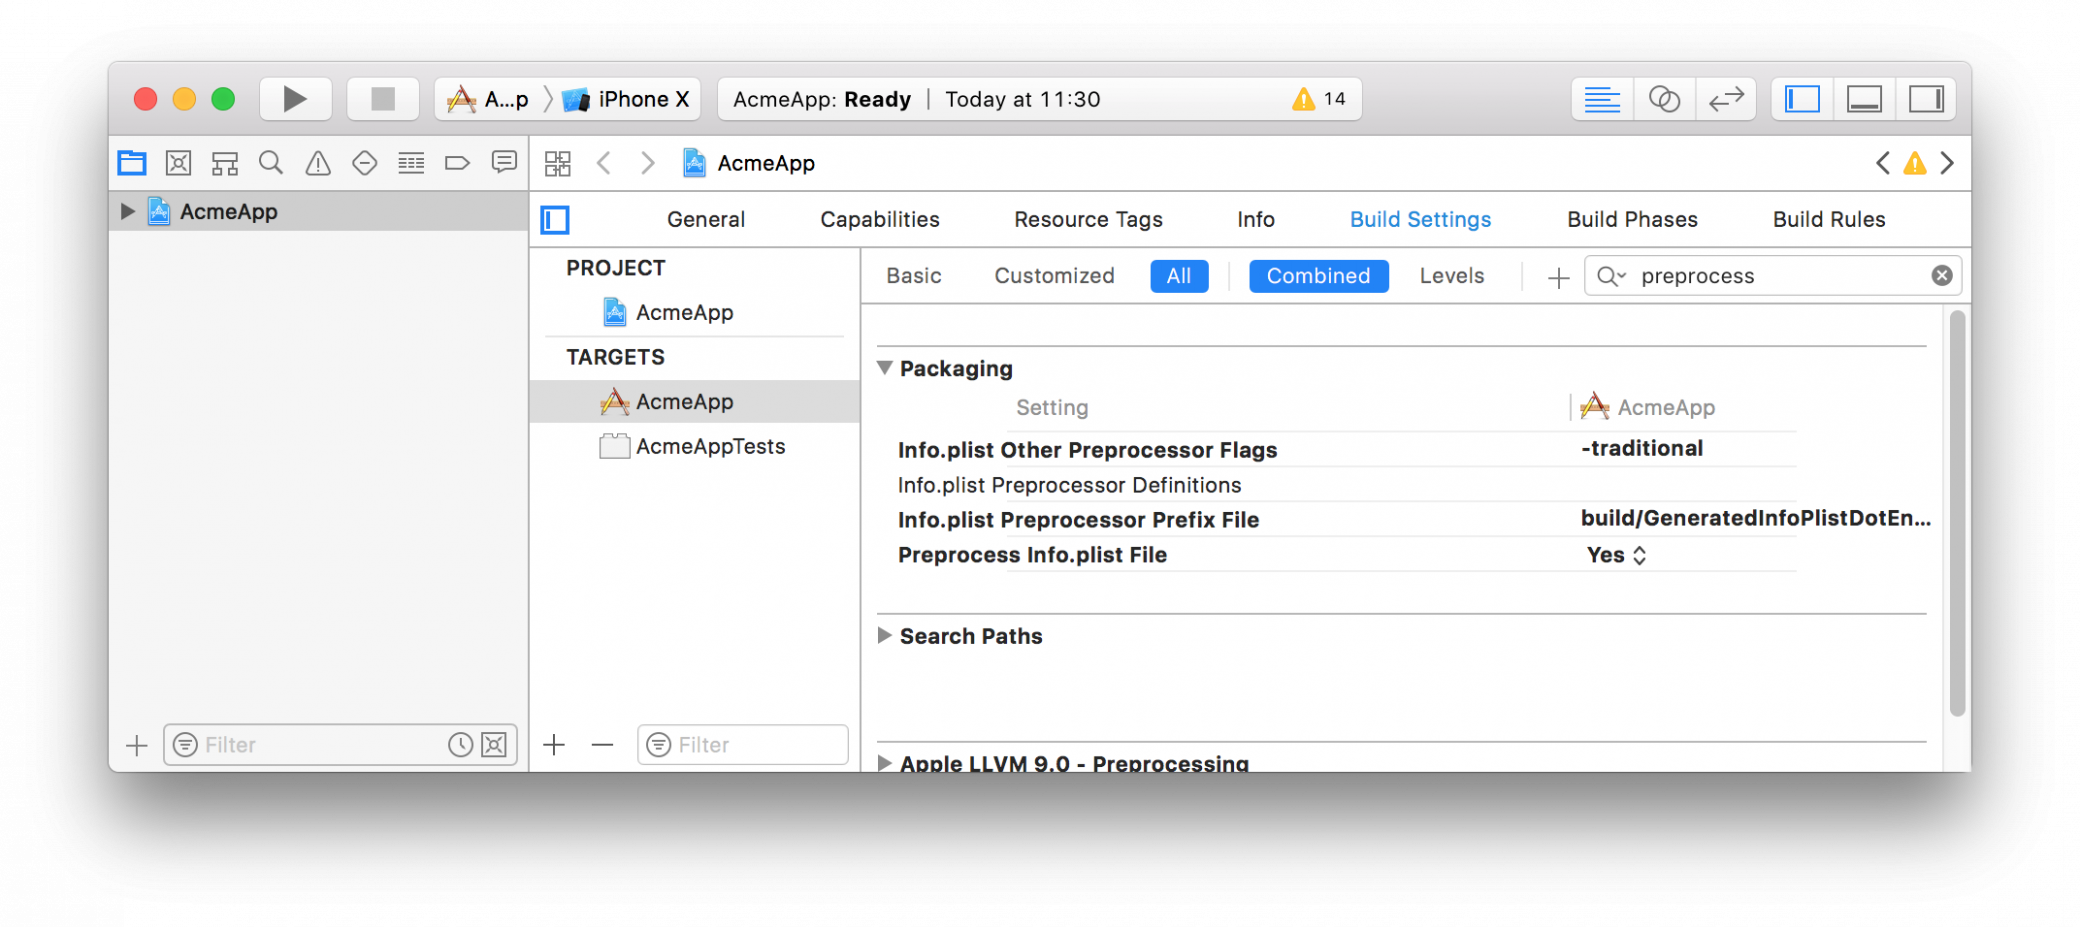 A...p iPhone X AcmeApp: Ready | Today at 11:30 14
AcmeApp
AcmeApp
General Capabilities Resource Tags Info Build Settings Build Phases Build Rules
PROJECT
AcmeApp
TARGETS
AcmeApp
AcmeAppTests
Basic Customized All Combined Levels preprocess
Packaging
Setting AcmeApp
Info.plist Other Preprocessor Flags -traditional
Info.plist Preprocessor Definitions
Info.plist Preprocessor Prefix File build/GeneratedInfoPlistDotEn...
Preprocess Info.plist File Yes
Search Paths
Apple LLVM 9.0 - Preprocessing
Filter
Filter